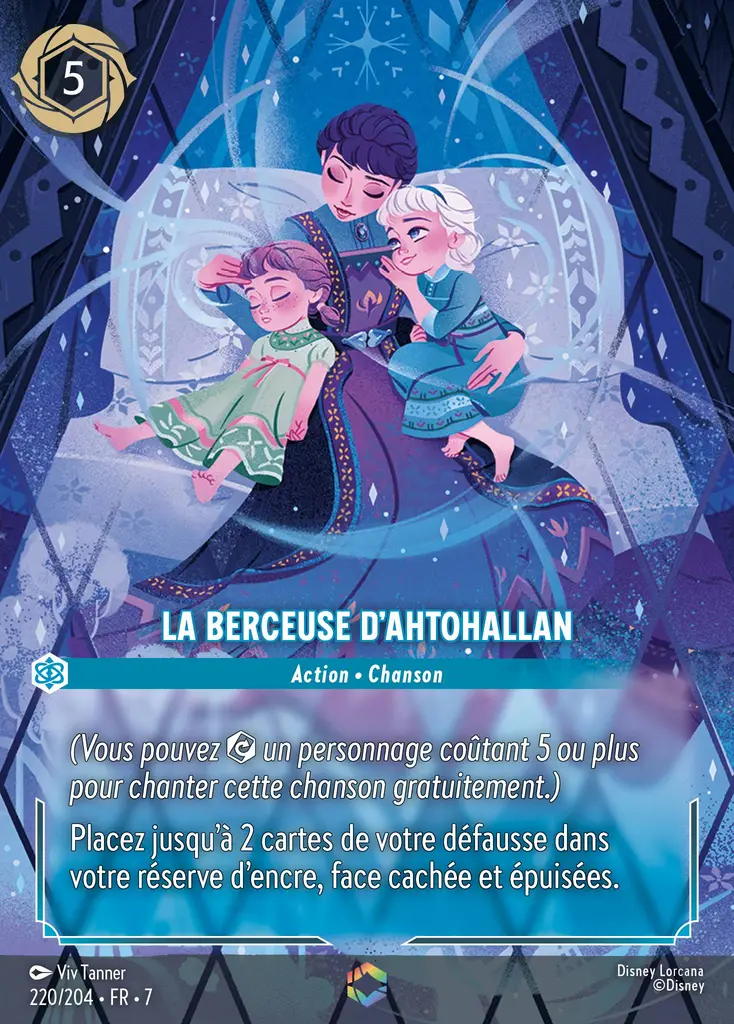 5
LA BERCEUSE D'AHTOHALLAN
Action • Chanson
(Vous pouvez un personnage coûtant 5 ou plus
pour chanter cette chanson gratuitement.)
Placez jusqu'à 2 cartes de votre défausse dans
votre réserve d'encre, face cachée et épuisées.
Viv Tanner
Disney Lorcana
220/204 • FR • 7
©Disney